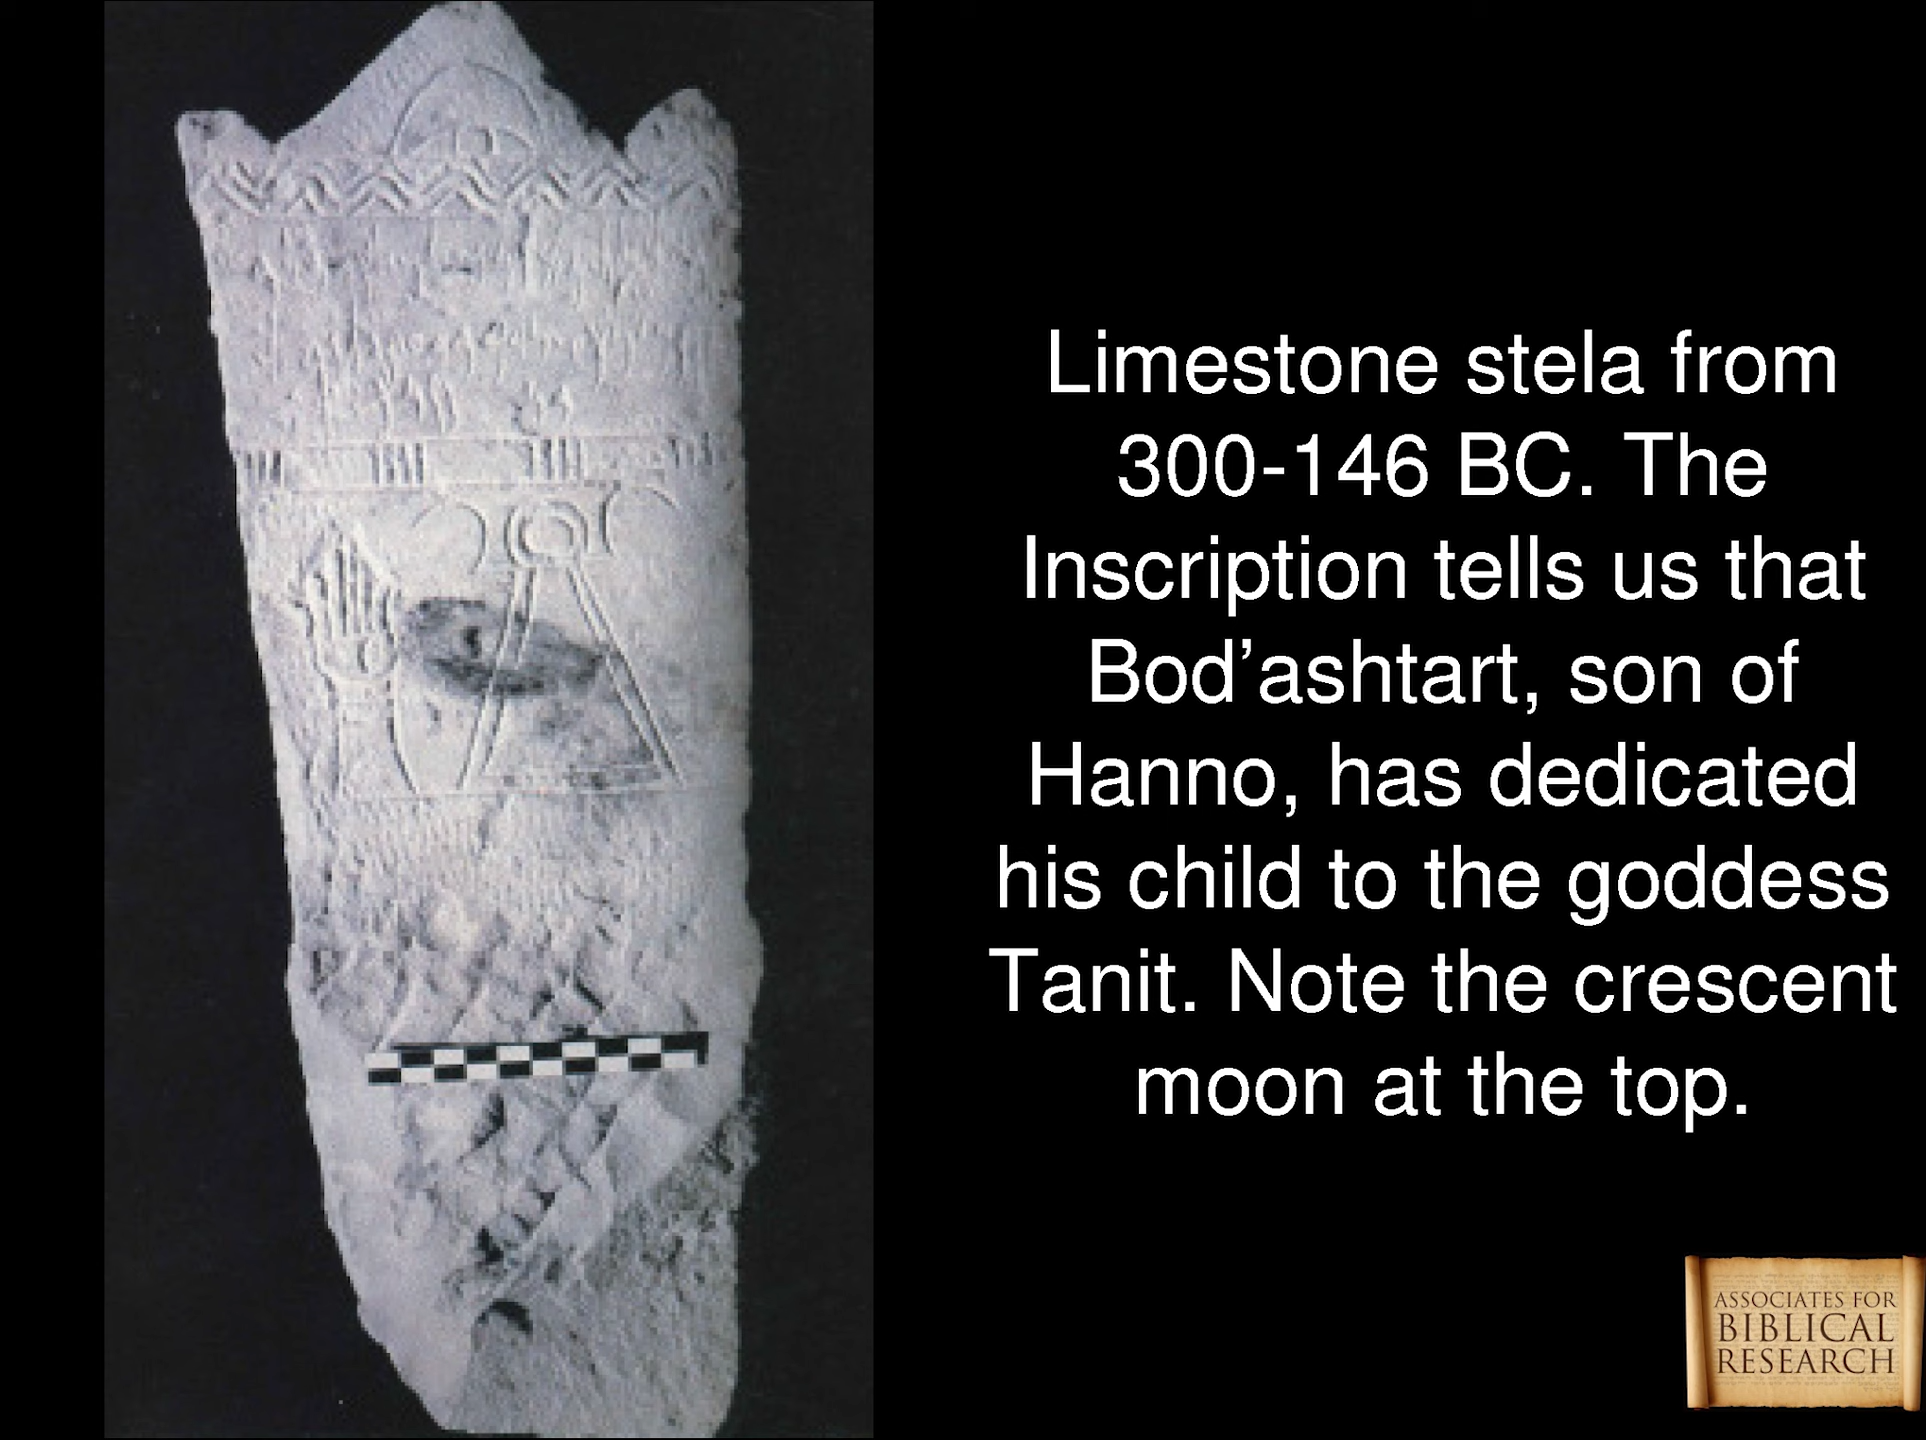 Limestone stela from
300-146 BC. The
Inscription tells us that
Bod’ashtart, son of
Hanno, has dedicated
his child to the goddess
Tanit. Note the crescent
moon at the top.
ASSOCIATES FOR
BIBLICAL
RESEARCH